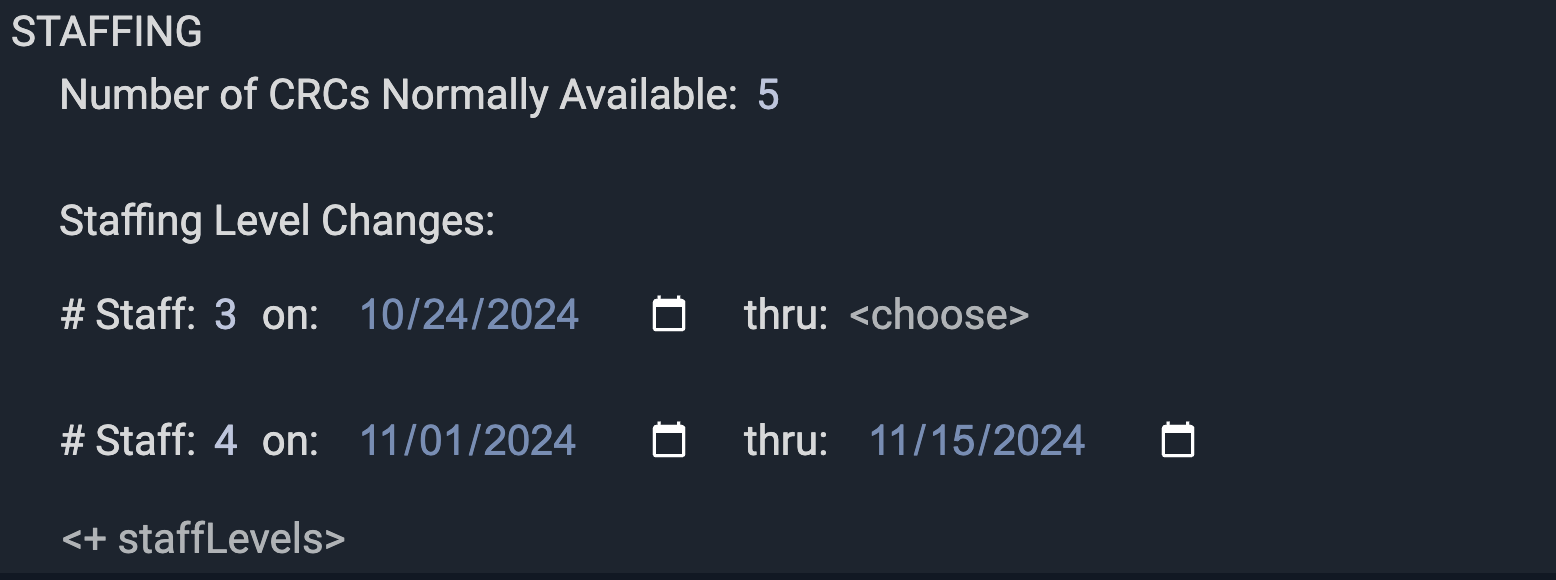 STAFFING
Number of CRCs Normally Available: 5
Staffing Level Changes:
# Staff: 3 on: 10/24/2024 thru: <choose>
# Staff: 4 on: 11/01/2024 thru: 11/15/2024
<+ staffLevels>